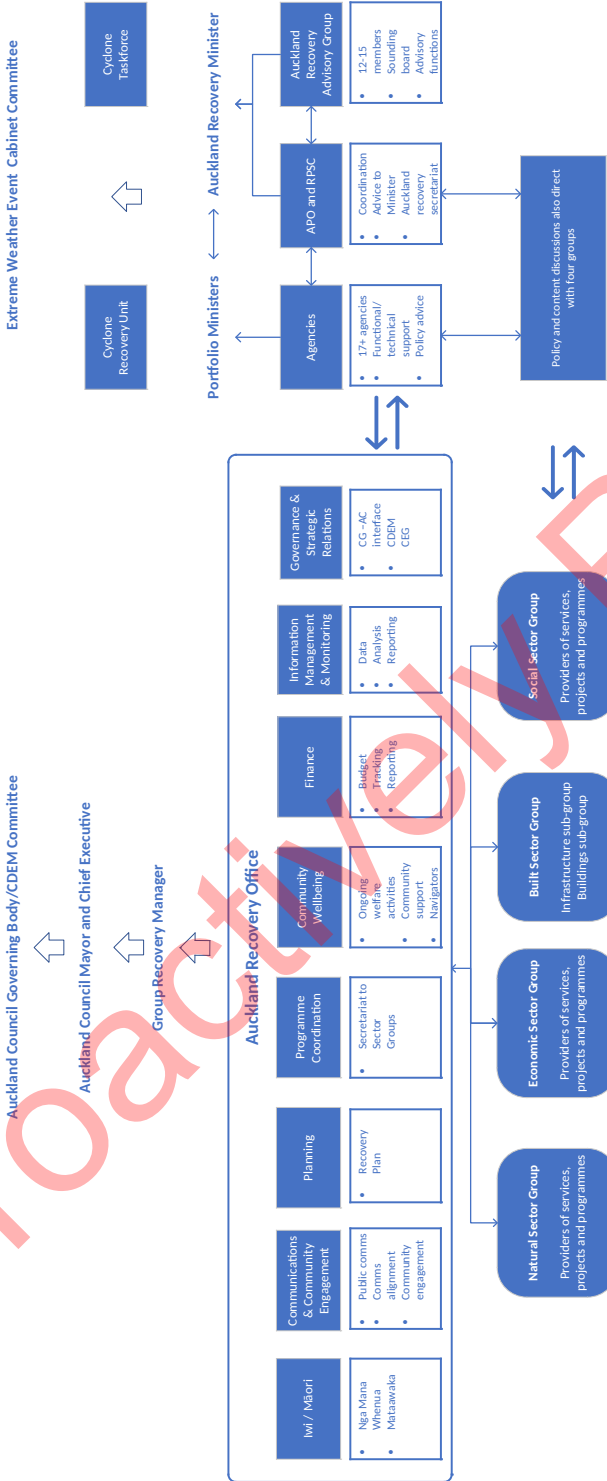 Auckland Council Governing Body/CDEM Committee
Auckland Council Mayor and Chief Executive
Group Recovery Manager
Auckland Recovery Office
Iwi / Māori
• Nga Mana
Whenua
• Mataawaka
Communications
& Community
Engagement
• Public comms
• Comms
alignment
• Community
engagement
Planning
• Recovery
Plan
Programme
Coordination
• Secretariat to
Sector
Groups
Community
Wellbeing
• Ongoing
welfare
activities
• Community
support
• Navigators
Finance
• Budget
• Tracking
• Reporting
Information
Management
& Monitoring
• Data
• Analysis
• Reporting
Governance &
Strategic
Relations
• CG –AC
interface
• CDEM
CEG
Natural Sector Group
Providers of services,
projects and programmes
Economic Sector Group
Providers of services,
projects and programmes
Built Sector Group
Infrastructure sub-group
Buildings sub-group
Social Sector Group
Providers of services,
projects and programmes
Extreme Weather Event Cabinet Committee
Cyclone
Recovery Unit
Cyclone
Taskforce
Portfolio Ministers
Auckland Recovery Minister
Agencies
• 17+ agencies
• Functional/
technical
support
• Policy advice
APO and RPSC
• Coordination
• Advice to
Minister
• Auckland
recovery
secretariat
Auckland
Recovery
Advisory Group
• 12-15
members
• Sounding
board
• Advisory
functions
Policy and content discussions also direct
with four groups